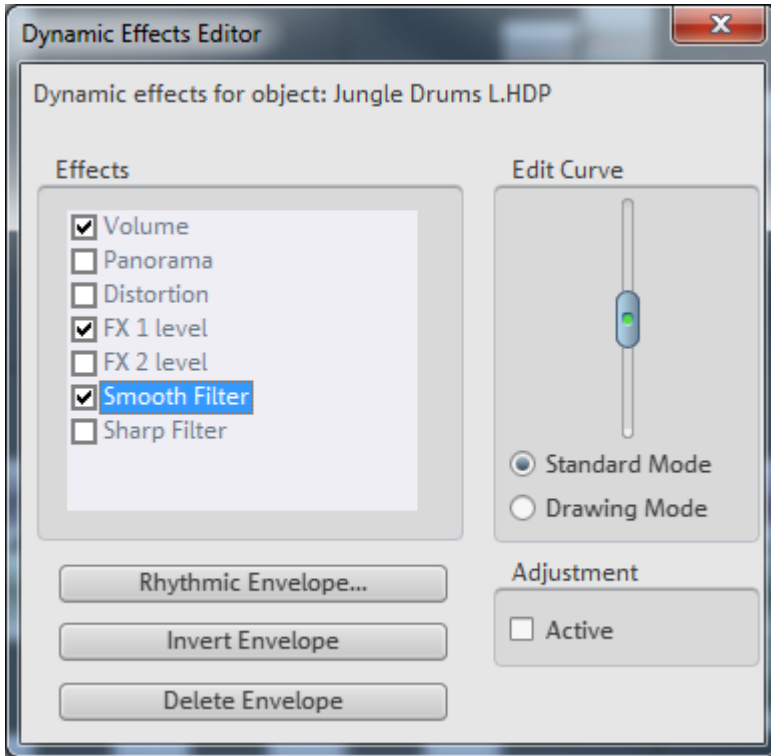 Dynamic Effects Editor
Dynamic effects for object: Jungle Drums L.HDP
Effects
Volume
Panorama
Distortion
FX 1 level
FX 2 level
Smooth Filter
Sharp Filter
Edit Curve
Standard Mode
Drawing Mode
Rhythmic Envelope...
Invert Envelope
Delete Envelope
Adjustment
Active